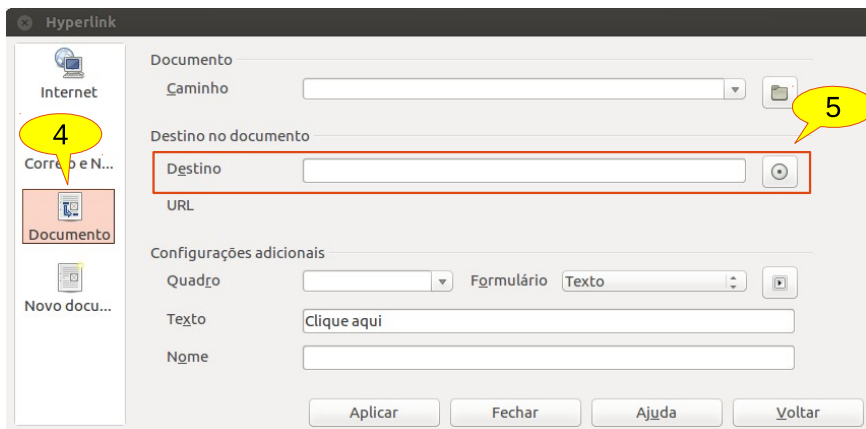 Hyperlink
Internet
4
Correio e N...
Documento
Novo docu...
Documento
Caminho
5
Destino no documento
Destino
URL
Configurações adicionais
Quadro
Formulário Texto
Texto Clique aqui
Nome
Aplicar Fechar Ajuda Voltar